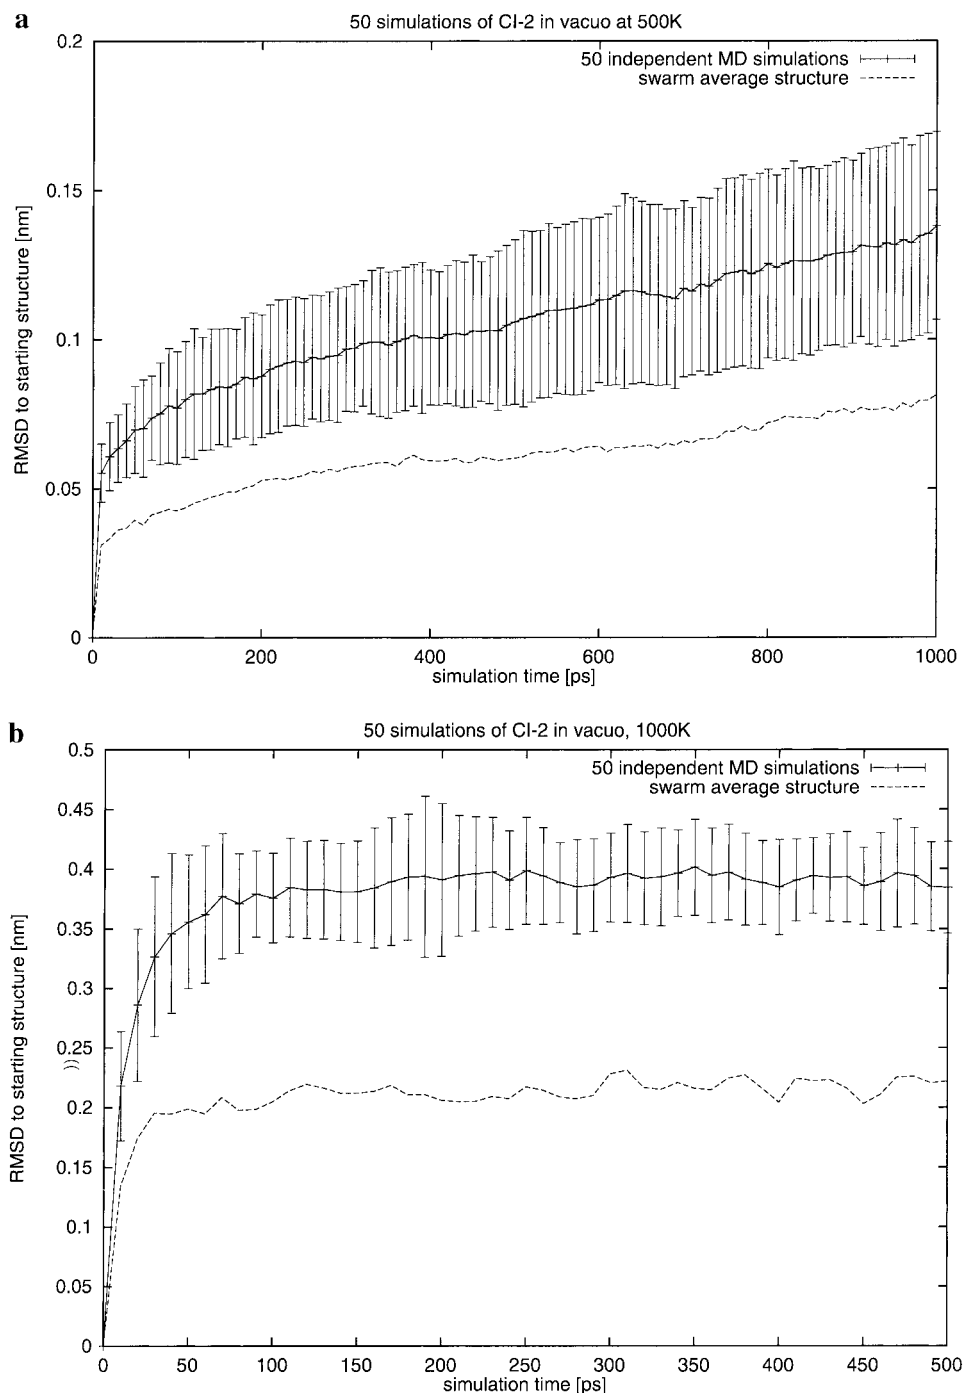 a
50 simulations of CI-2 in vacuo at 500K
0.2
50 independent MD simulations
swarm average structure
0.15
0.1
0.05
0
RMSD to starting structure [nm]
0 200 400 600 800 1000
simulation time [ps]
b
50 simulations of CI-2 in vacuo, 1000K
0.5
50 independent MD simulations
swarm average structure
0.45
0.4
0.35
0.3
0.25
))
0.2
0.15
0.1
0.05
0
RMSD to starting structure [nm]
0 50 100 150 200 250 300 350 400 450 500
simulation time [ps]